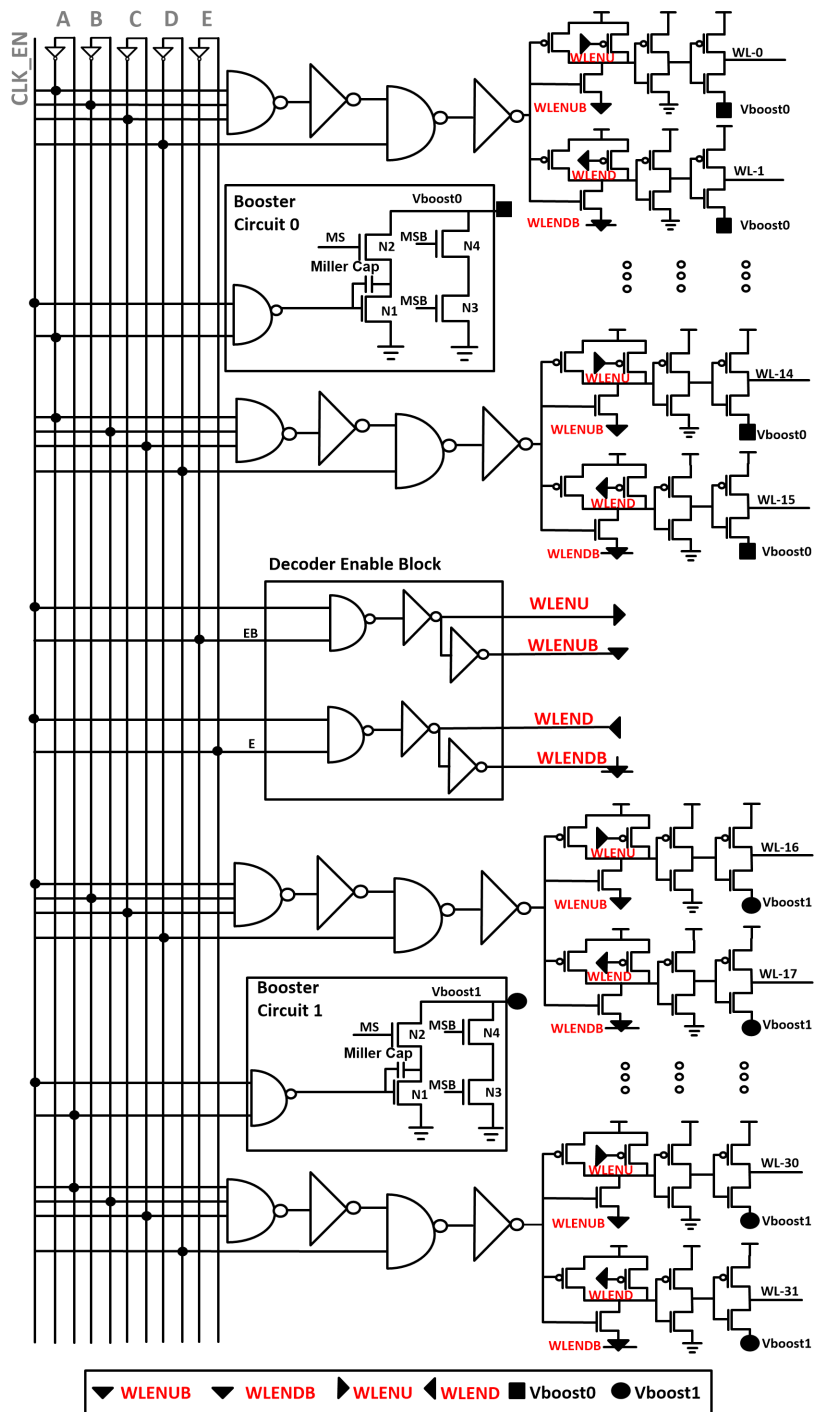 A B C D E
CLK_EN
WLENU
WL-0
WLENUB
Vboost0
WLEND
WL-1
WLENDB
Vboost0
Booster
Circuit 0
Vboost0
MS
N2
MSB
N4
Miller Cap
N1
MSB
N3
WLENU
WL-14
WLENUB
Vboost0
WLEND
WL-15
WLENDB
Vboost0
Decoder Enable Block
WLENU
EB
WLENUB
WLEND
E
WLENDB
WLENU
WL-16
WLENUB
Vboost1
WLEND
WL-17
WLENDB
Vboost1
Booster
Circuit 1
Vboost1
MS
N2
MSB
N4
Miller Cap
N1
MSB
N3
WLENU
WL-30
WLENUB
Vboost1
WLEND
WL-31
WLENDB
Vboost1
WLENUB WLENDB WLENU WLEND Vboost0 Vboost1